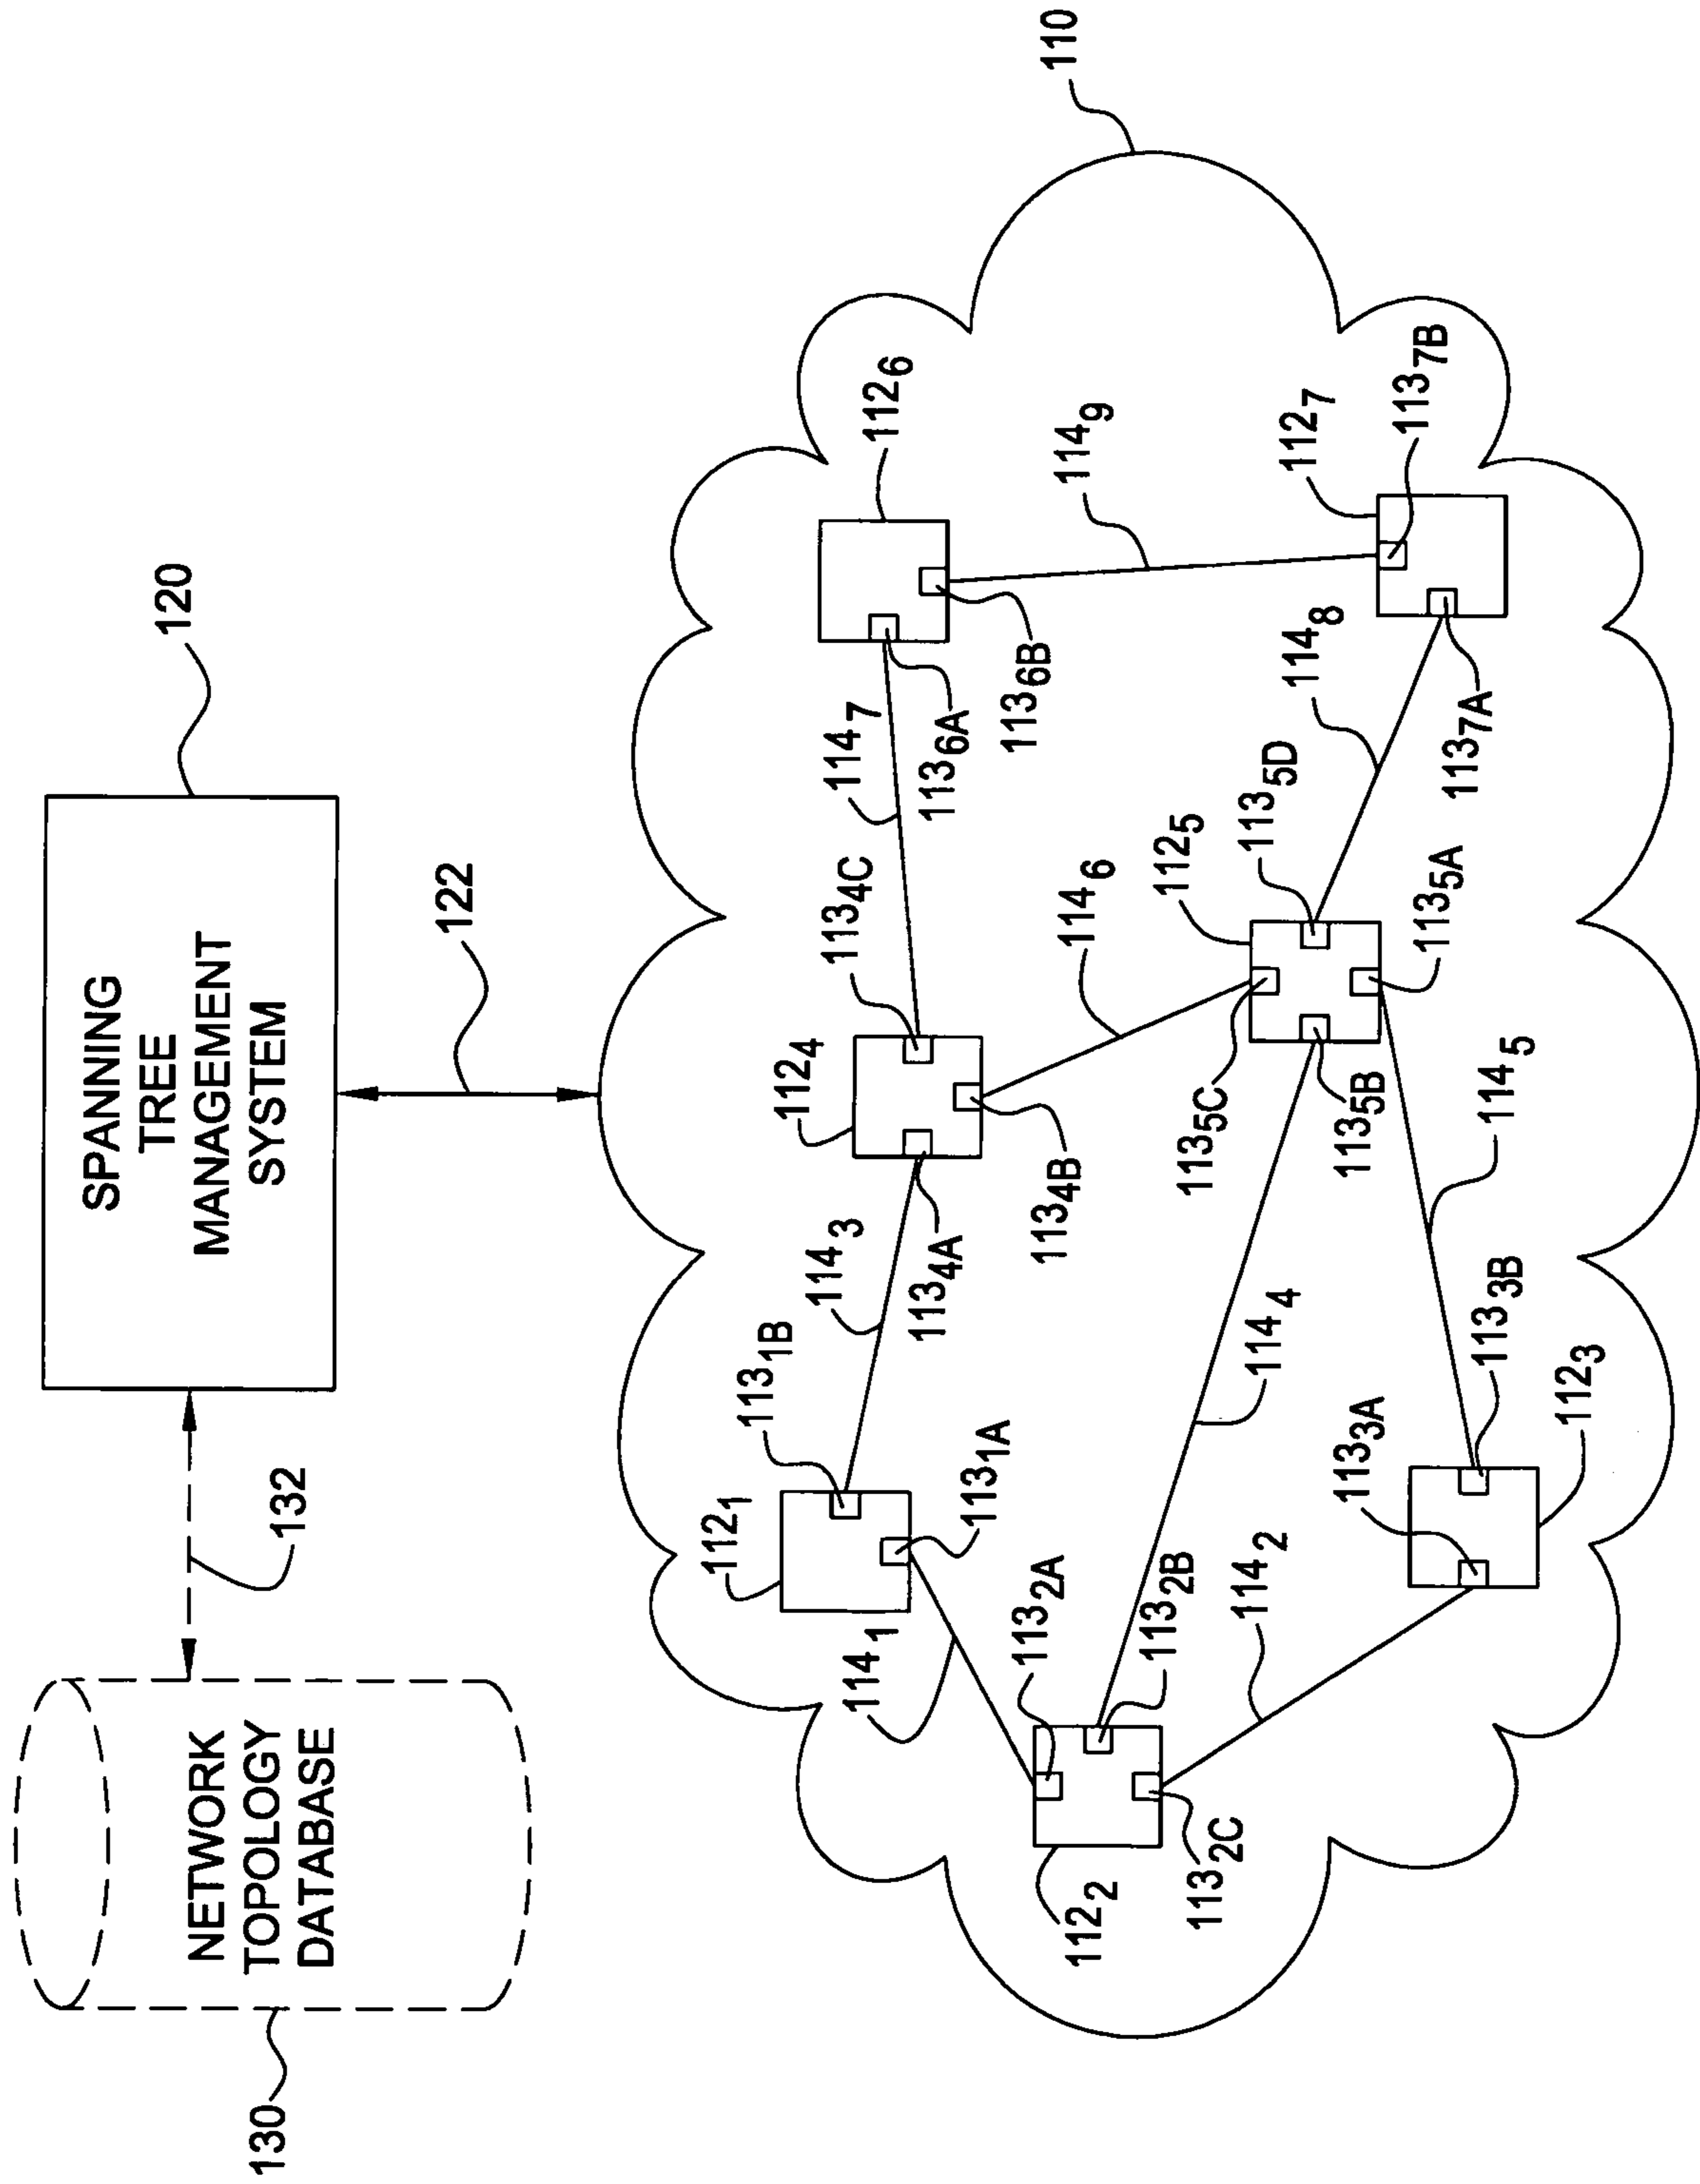 NETWORK
TOPOLOGY
DATABASE
130
132
SPANNING
TREE
MANAGEMENT
SYSTEM
120
122
110
112₁
113₁B
113₁A
114₁
114₃
112₄
113₄A
113₄B
113₄C
114₇
113₆A
113₆B
112₆
114₉
114₆
112₂
113₂A
113₂B
113₂C
114₂
114₄
112₅
113₅C
113₅B
113₅D
113₅A
114₈
114₅
113₃A
113₃B
112₃
112₇
113₇B
113₇A